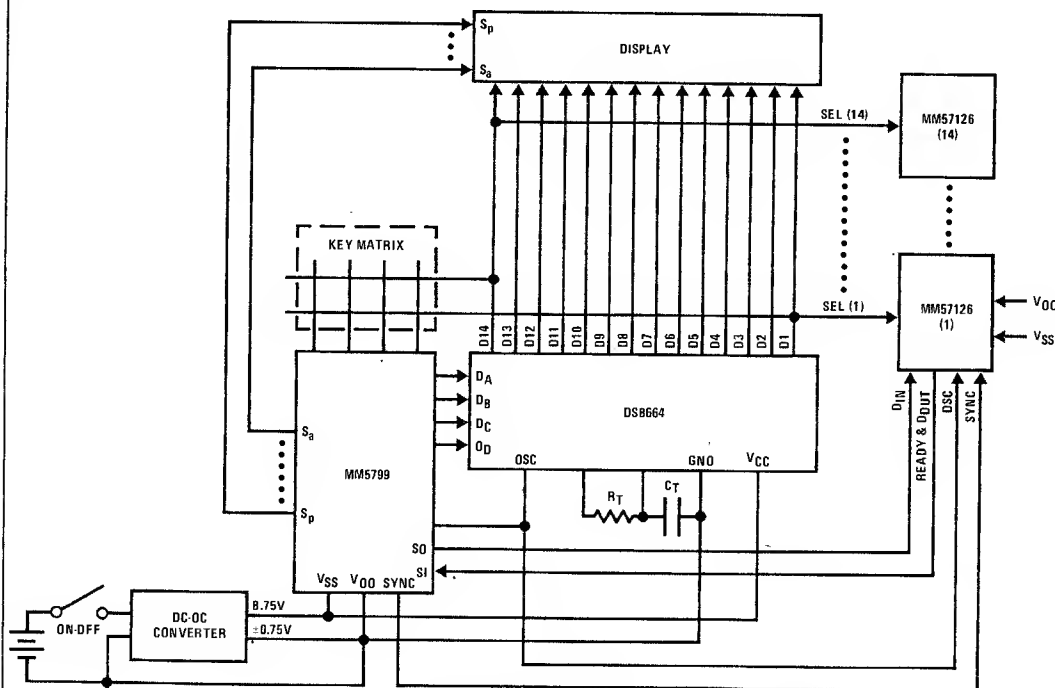 Sp
DISPLAY
Sa
SEL (14)
MM57126
(14)
KEY MATRIX
SEL (1)
MM57126
(1)
VOO
VSS
D14
D13
D12
D11
D10
D9
D8
D7
D6
D5
D4
D3
D2
D1
DIN
READY & DOUT
DSC
SYNC
DA
DB
DC
OD
DS8664
OSC
GNO
VCC
Sa
MM5799
Sp
RT
CT
SO
SI
VSS
VOO
SYNC
ON-DFF
DC-OC
CONVERTER
8.75V
±0.75V